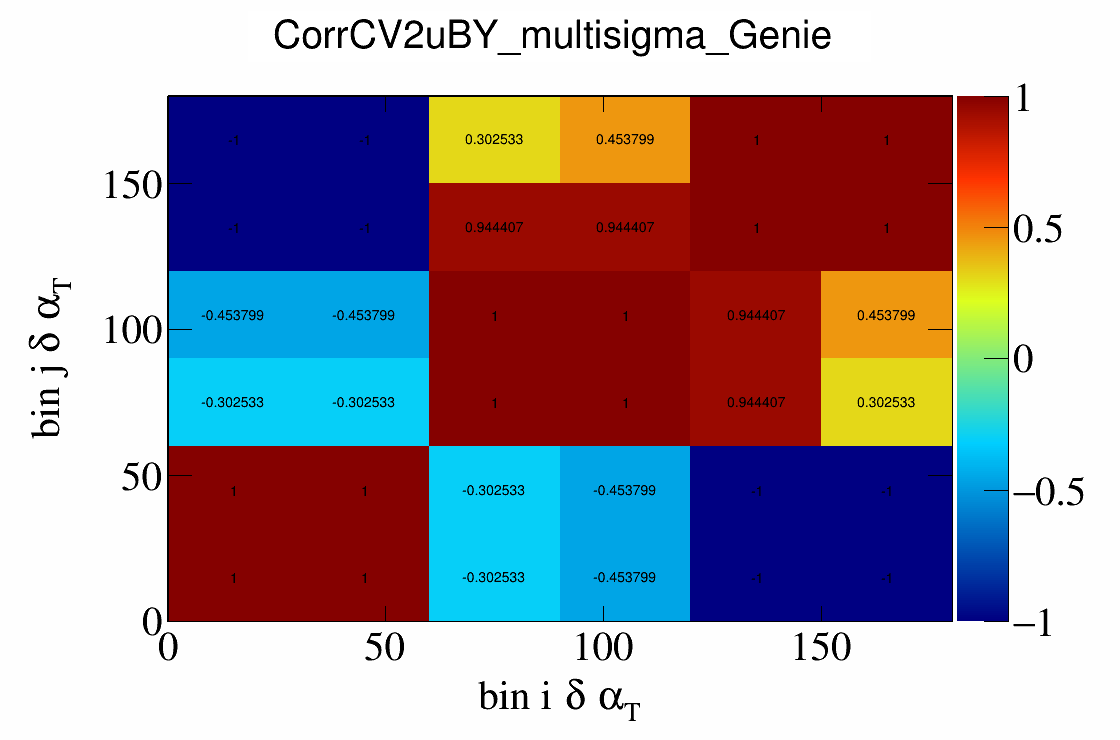 CorrCV2uBY_multisigma_Genie
1
0.5
0
−0.5
−1
150
100
50
0
-1 -1 0.302533 0.453799 1 1
-1 -1 0.944407 0.944407 1 1
-0.453799 -0.453799 1 1 0.944407 0.453799
-0.302533 -0.302533 1 1 0.944407 0.302533
1 1 -0.302533 -0.453799 -1 -1
1 1 -0.302533 -0.453799 -1 -1
0 50 100 150
bin i δ αT
bin j δ αT